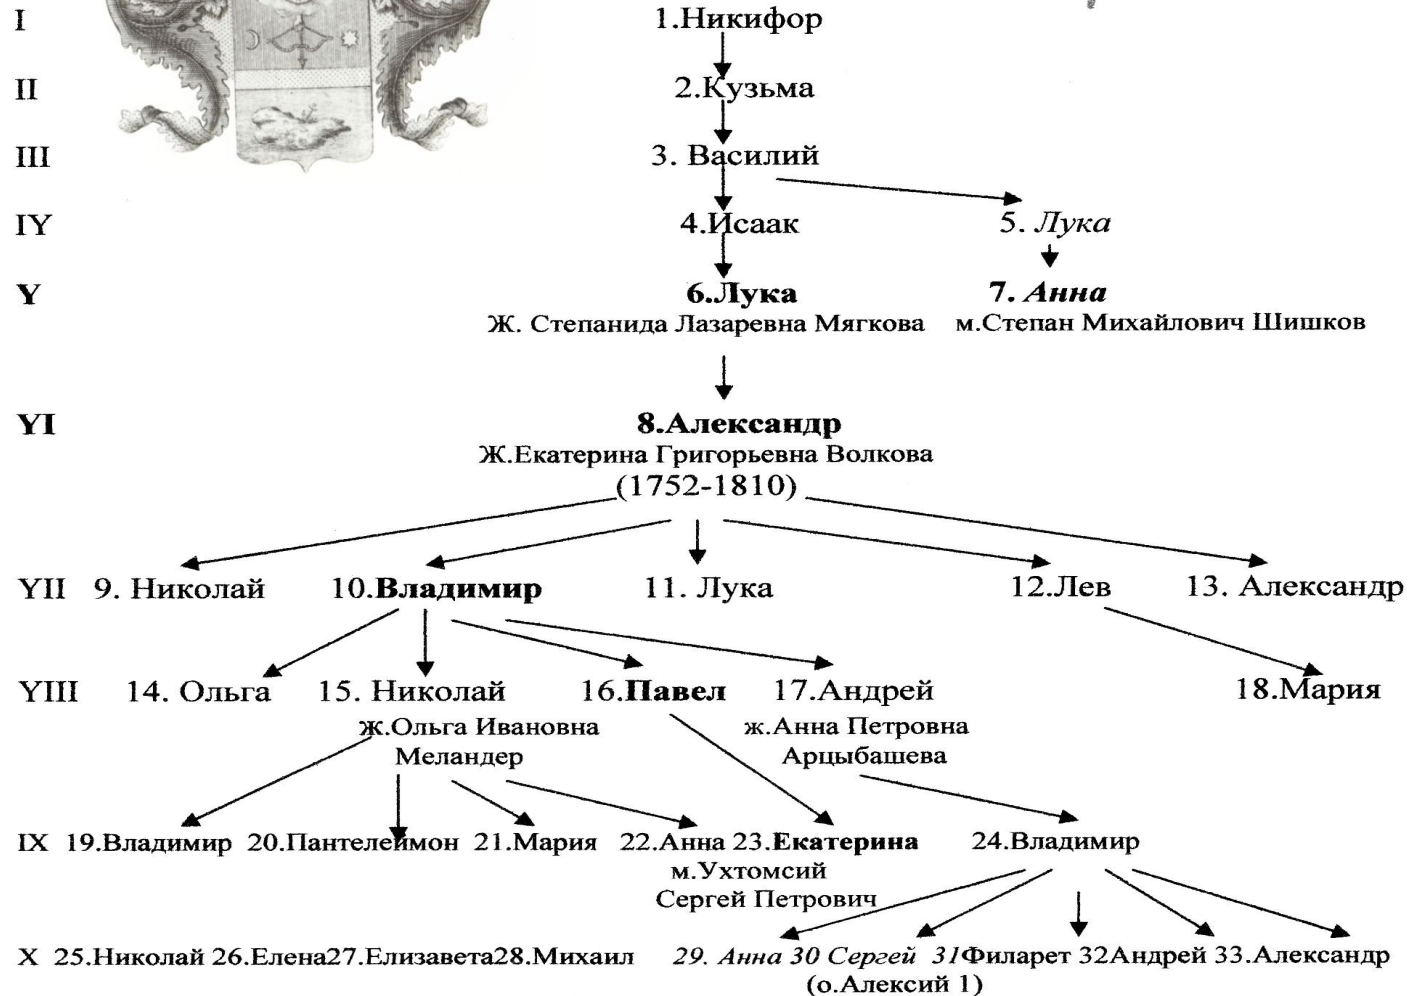 I 1.Никифор
II 2.Кузьма
III 3. Василий
IY 4.Исаак 5. Лука
Y 6.Лука 7. Анна
Ж. Степанида Лазаревна Мягкова м.Степан Михайлович Шишков
YI 8.Александр
Ж.Екатерина Григорьевна Волкова
(1752-1810)
YII 9. Николай 10.Владимир 11. Лука 12.Лев 13. Александр
YIII 14. Ольга 15. Николай 16.Павел 17.Андрей 18.Мария
ж.Ольга Ивановна ж.Анна Петровна
Меландер Арцыбашева
IX 19.Владимир 20.Пантелеймон 21.Мария 22.Анна 23.Екатерина 24.Владимир
м.Ухтомсий
Сергей Петрович
X 25.Николай 26.Елена27.Елизавета28.Михаил 29. Анна 30 Сергей 31Филарет 32Андрей 33.Александр
(о.Алексий 1)